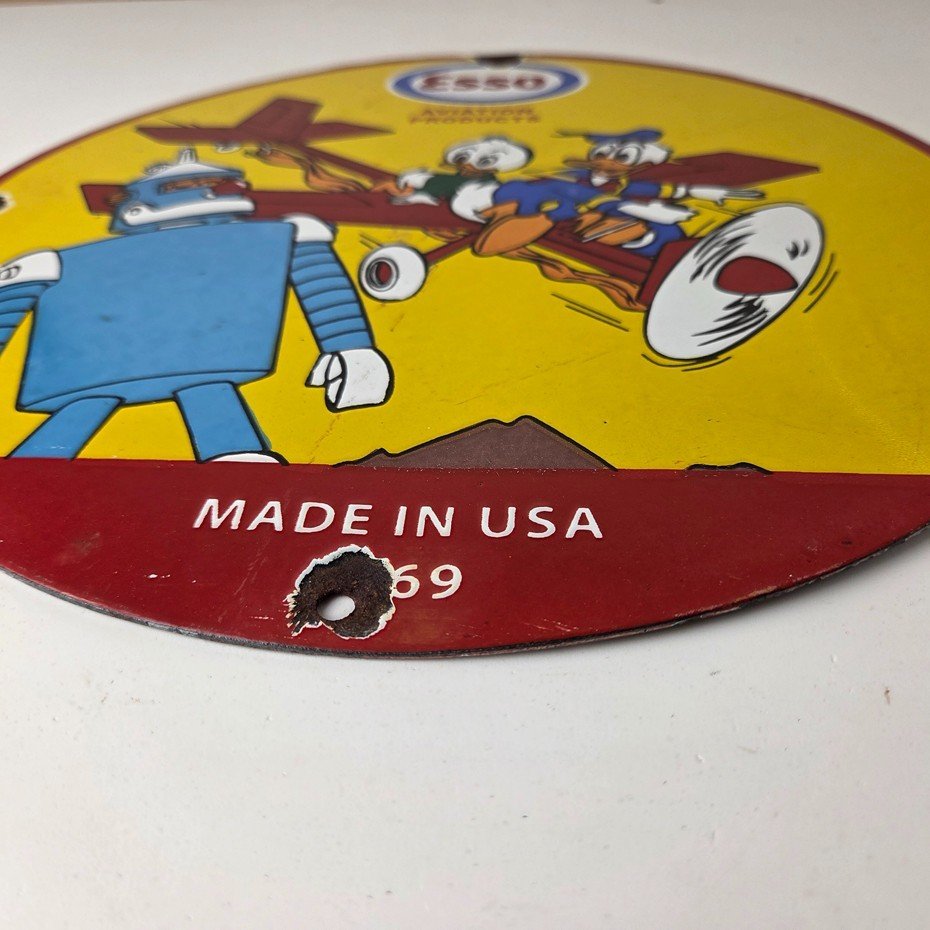 Esso
AVIATION
PRODUCTS
MADE IN USA
69